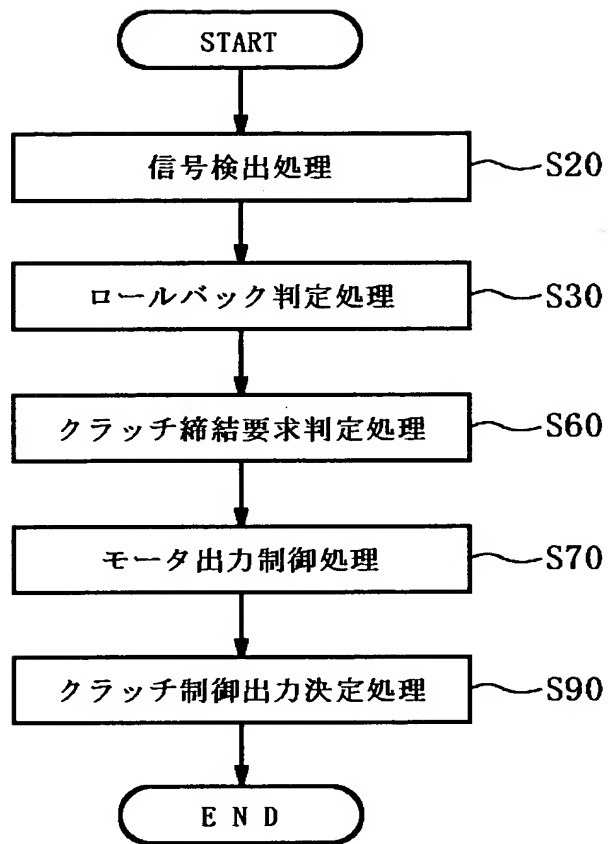 START
信号検出処理 S20
ロールバック判定処理 S30
クラッチ締結要求判定処理 S60
モータ出力制御処理 S70
クラッチ制御出力決定処理 S90
END